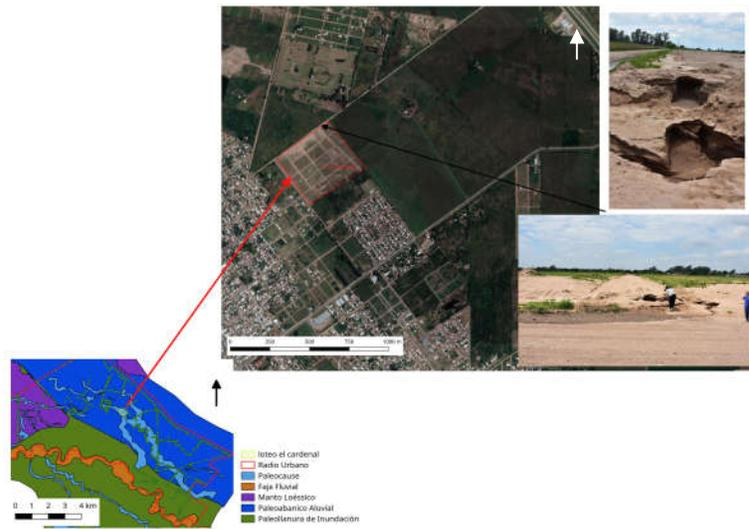 0 250 500 750 1000 m
0 1 2 3 4 km
loteo el cardenal
Radio Urbano
Paleocause
Faja Fluvial
Manto Loéssico
Paleoabanico Aluvial
Paleollanura de Inundación